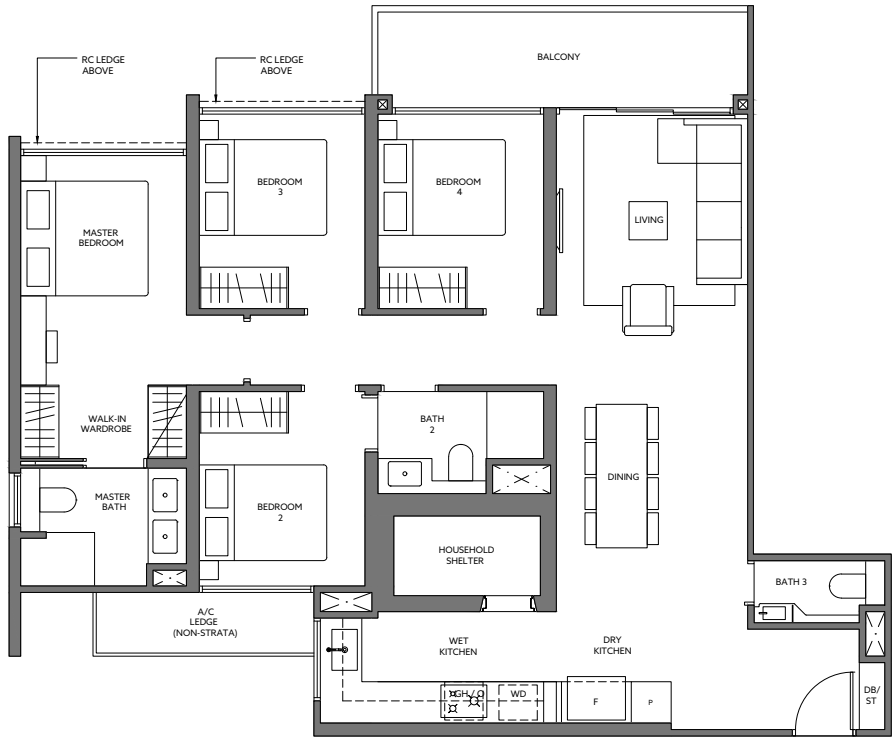 BALCONY
RC LEDGE
ABOVE
RC LEDGE
ABOVE
BEDROOM
3
BEDROOM
4
LIVING
MASTER
BEDROOM
WALK-IN
WARDROBE
BATH
2
MASTER
BATH
BEDROOM
2
DINING
HOUSEHOLD
SHELTER
BATH 3
A/C
LEDGE
(NON-STRATA)
WET
KITCHEN
DRY
KITCHEN
WD
F
P
DB/
ST